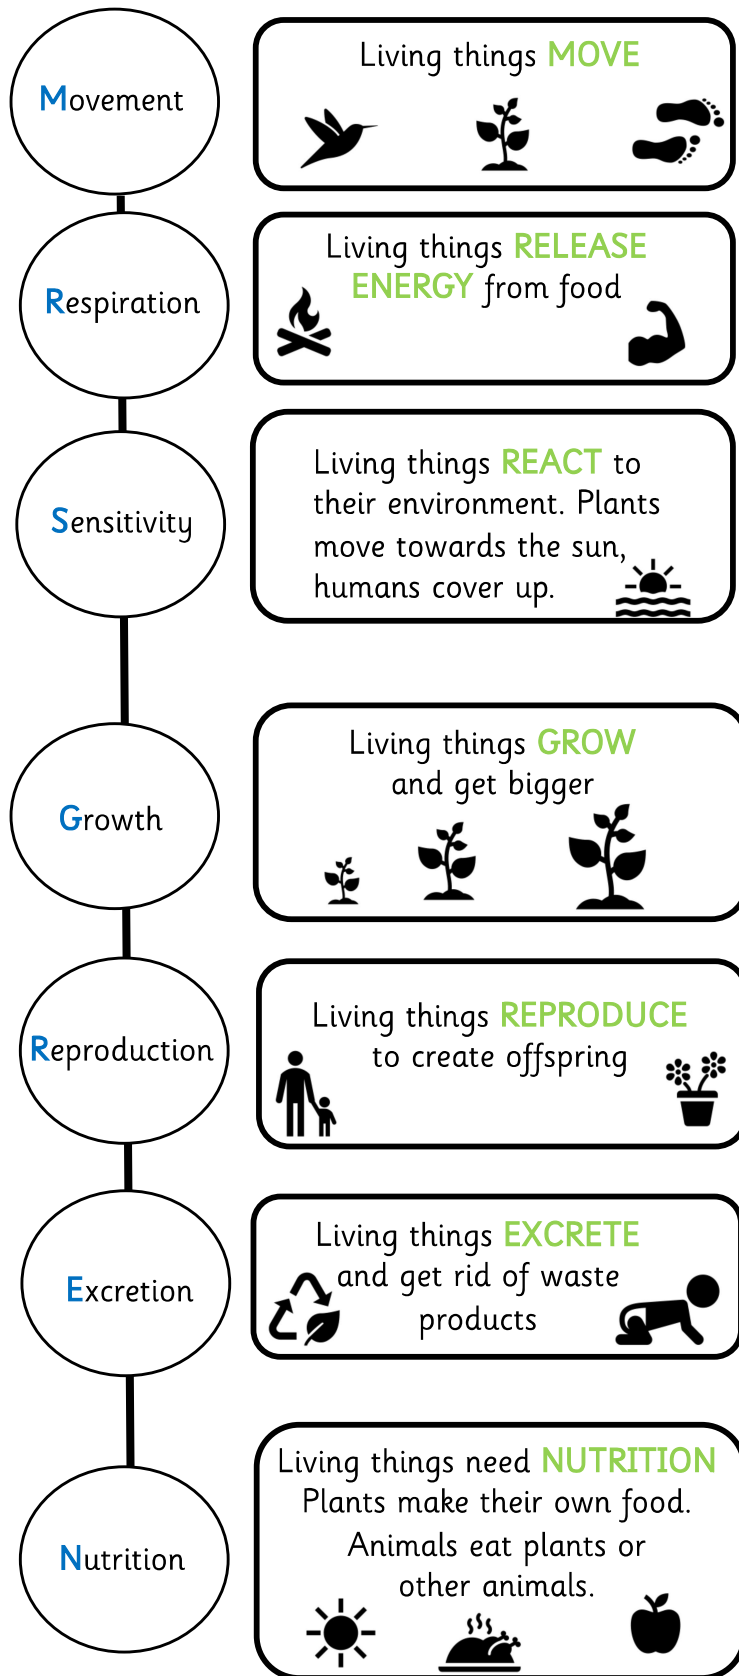 Movement
Living things MOVE
Respiration
Living things RELEASE
ENERGY from food
Sensitivity
Living things REACT to
their environment. Plants
move towards the sun,
humans cover up.
Growth
Living things GROW
and get bigger
Reproduction
Living things REPRODUCE
to create offspring
Excretion
Living things EXCRETE
and get rid of waste
products
Nutrition
Living things need NUTRITION
Plants make their own food.
Animals eat plants or
other animals.